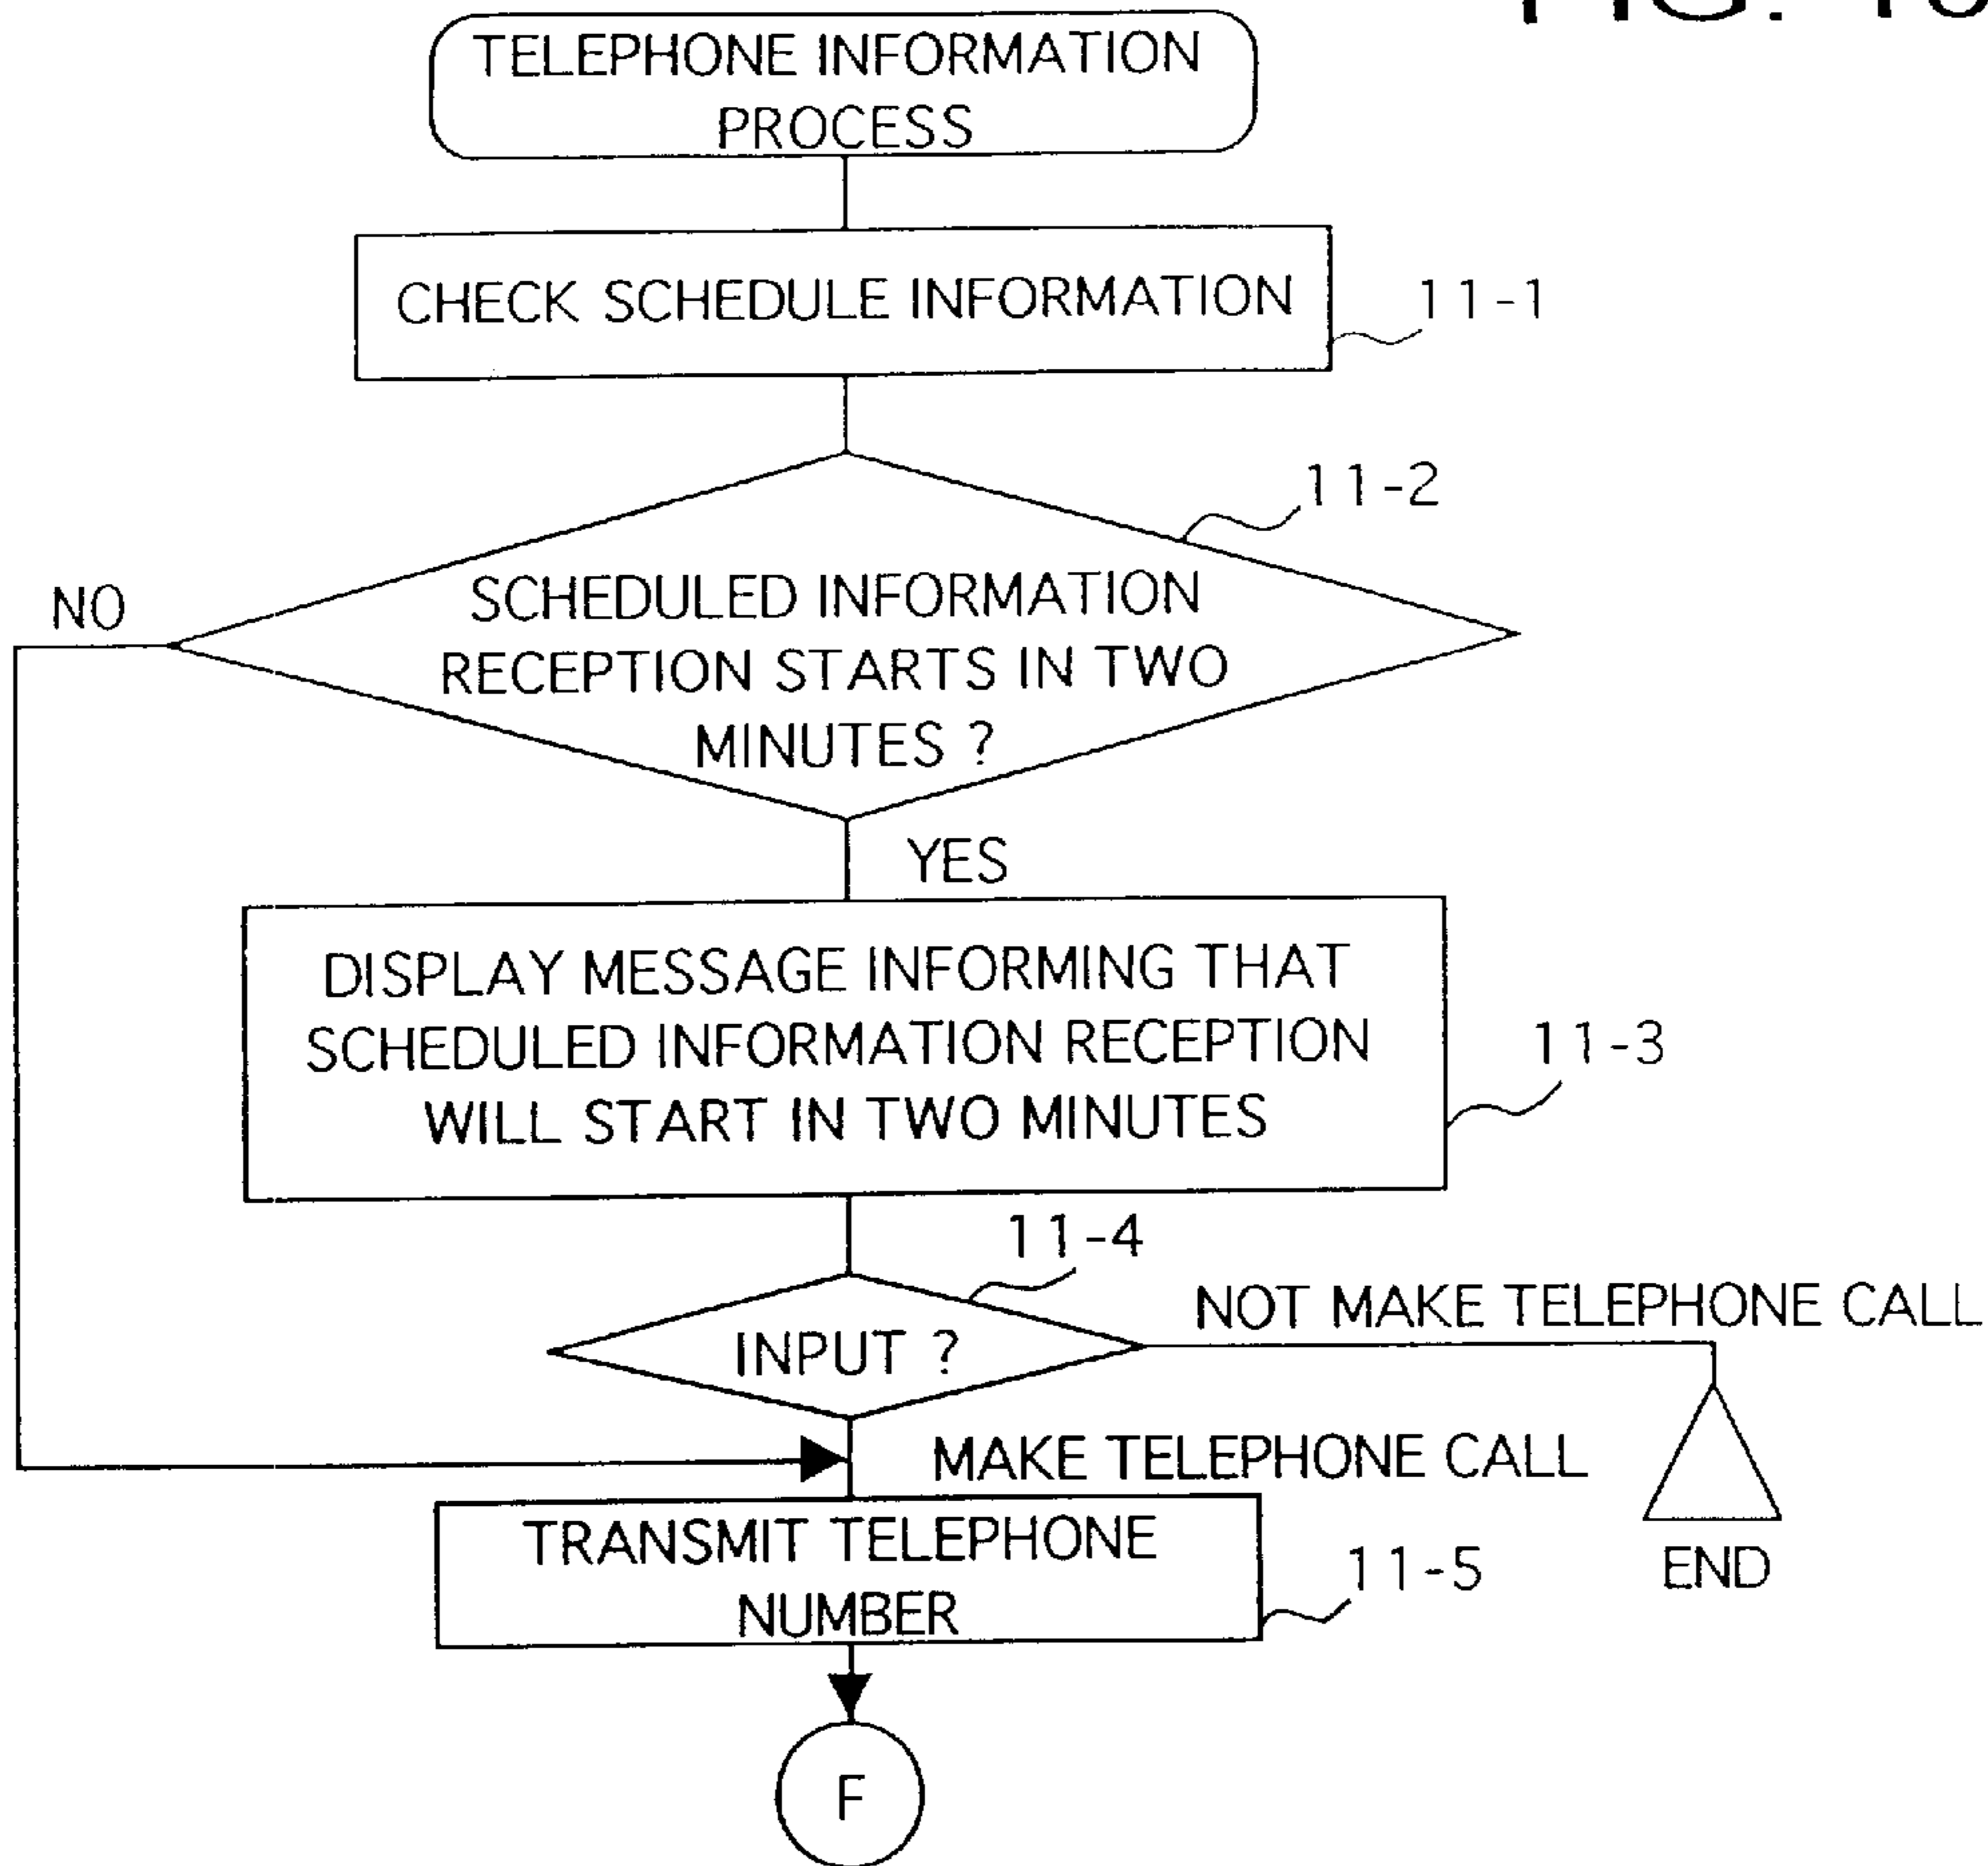 FIG. 10
TELEPHONE INFORMATION
PROCESS
CHECK SCHEDULE INFORMATION
11-1
11-2
NO
SCHEDULED INFORMATION
RECEPTION STARTS IN TWO
MINUTES ?
YES
DISPLAY MESSAGE INFORMING THAT
SCHEDULED INFORMATION RECEPTION
WILL START IN TWO MINUTES
11-3
11-4
NOT MAKE TELEPHONE CALL
INPUT ?
MAKE TELEPHONE CALL
TRANSMIT TELEPHONE
NUMBER
11-5
END
F